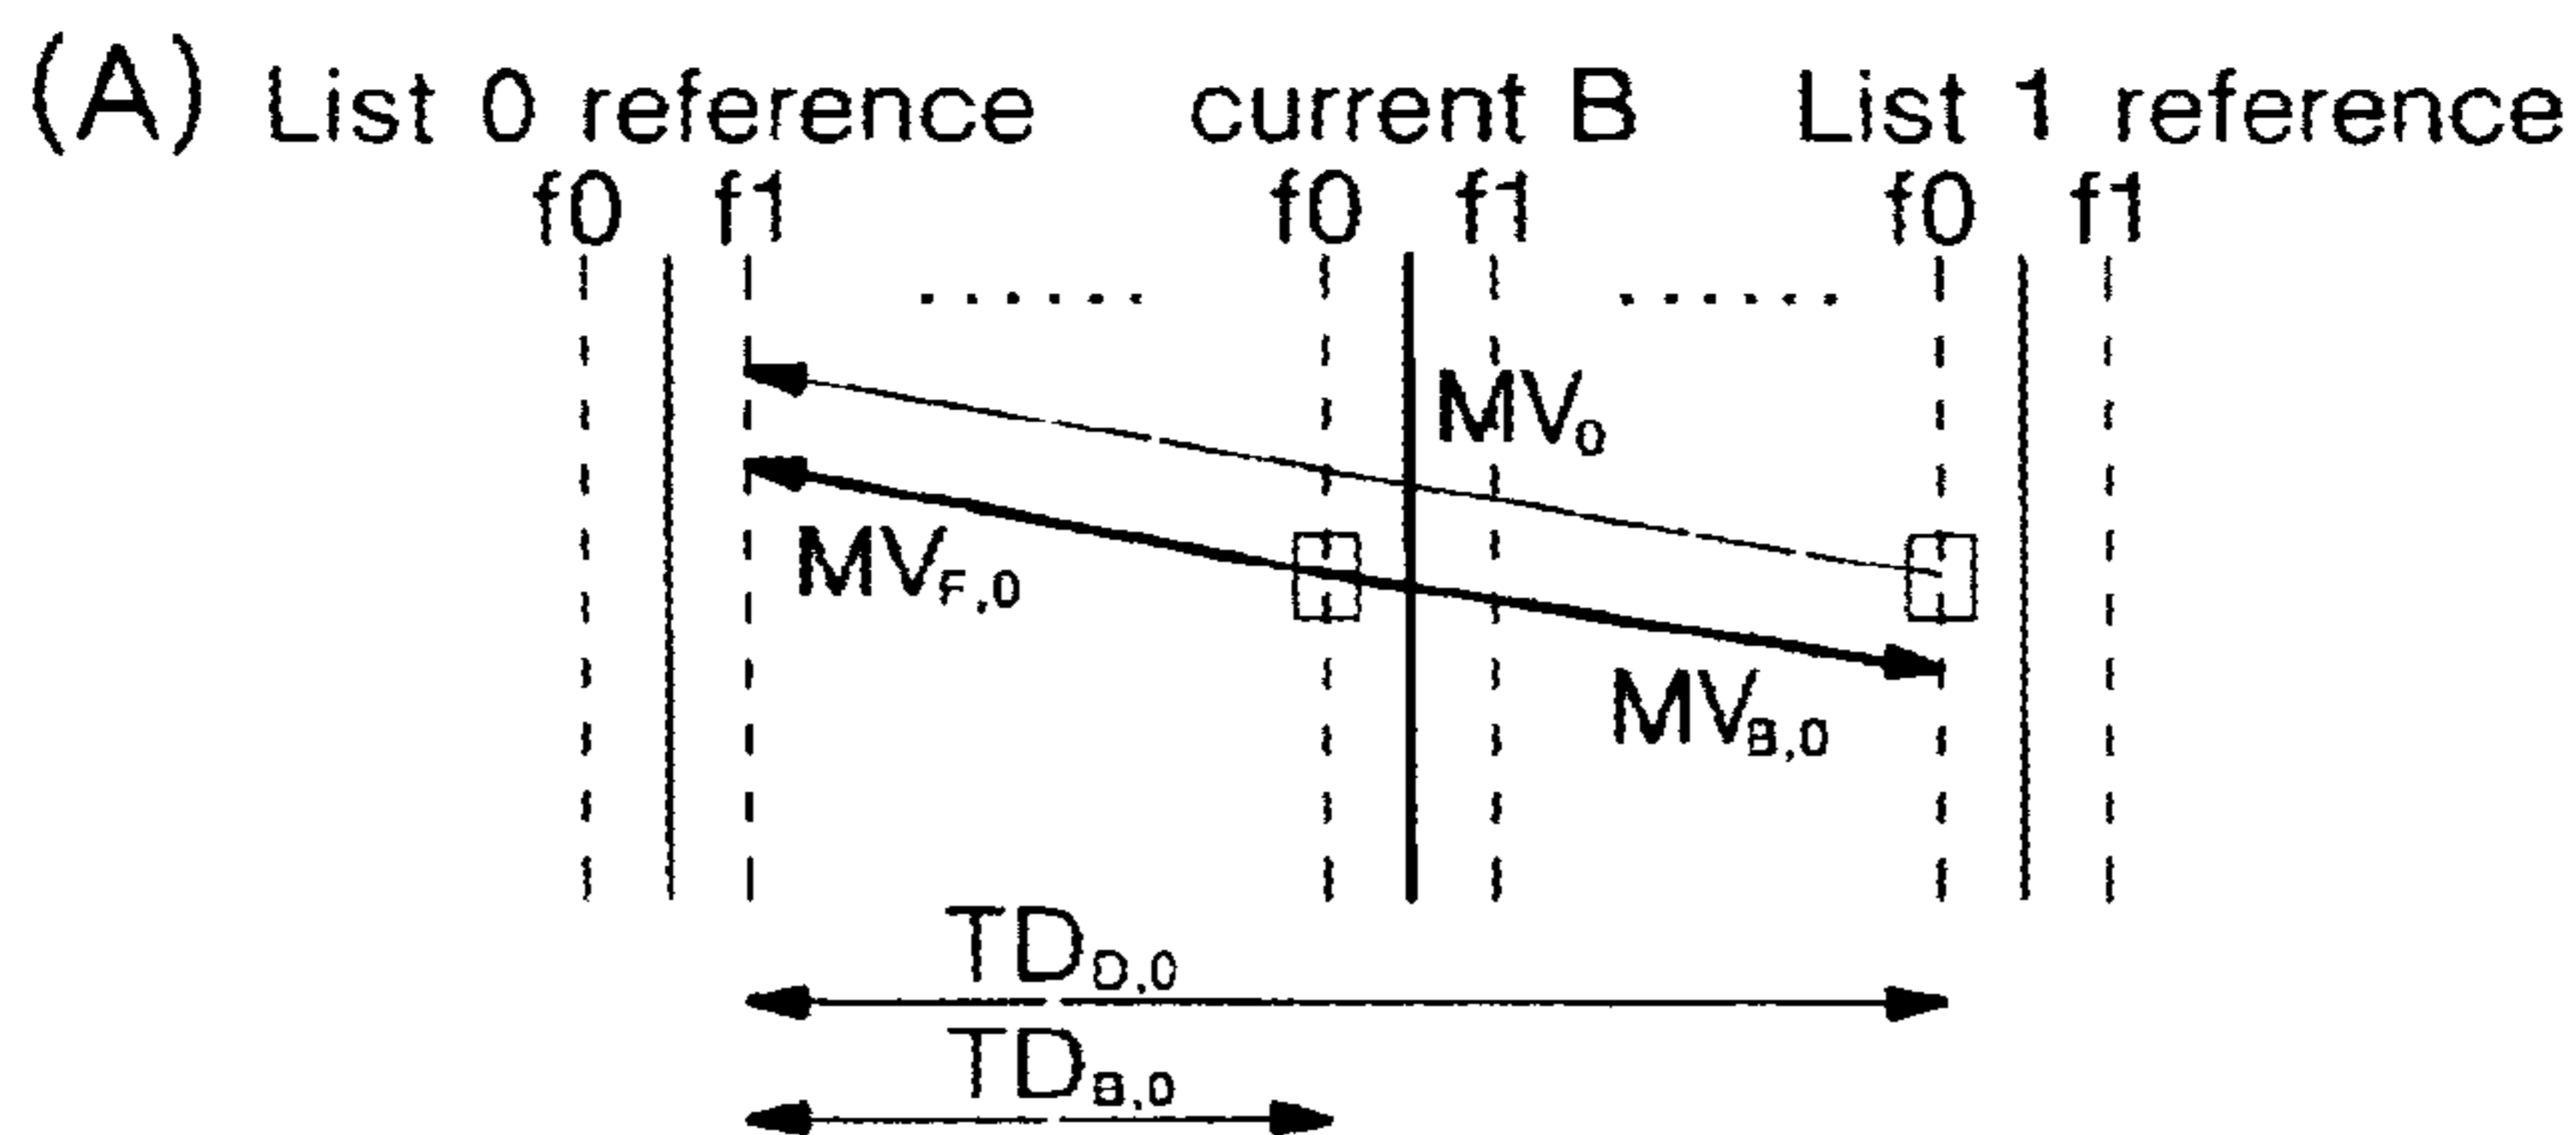 (A) List 0 reference current B List 1 reference
f0 f1 f0 f1 f0 f1
MV0
MVF,0
MVB,0
TDD,0
TDB,0